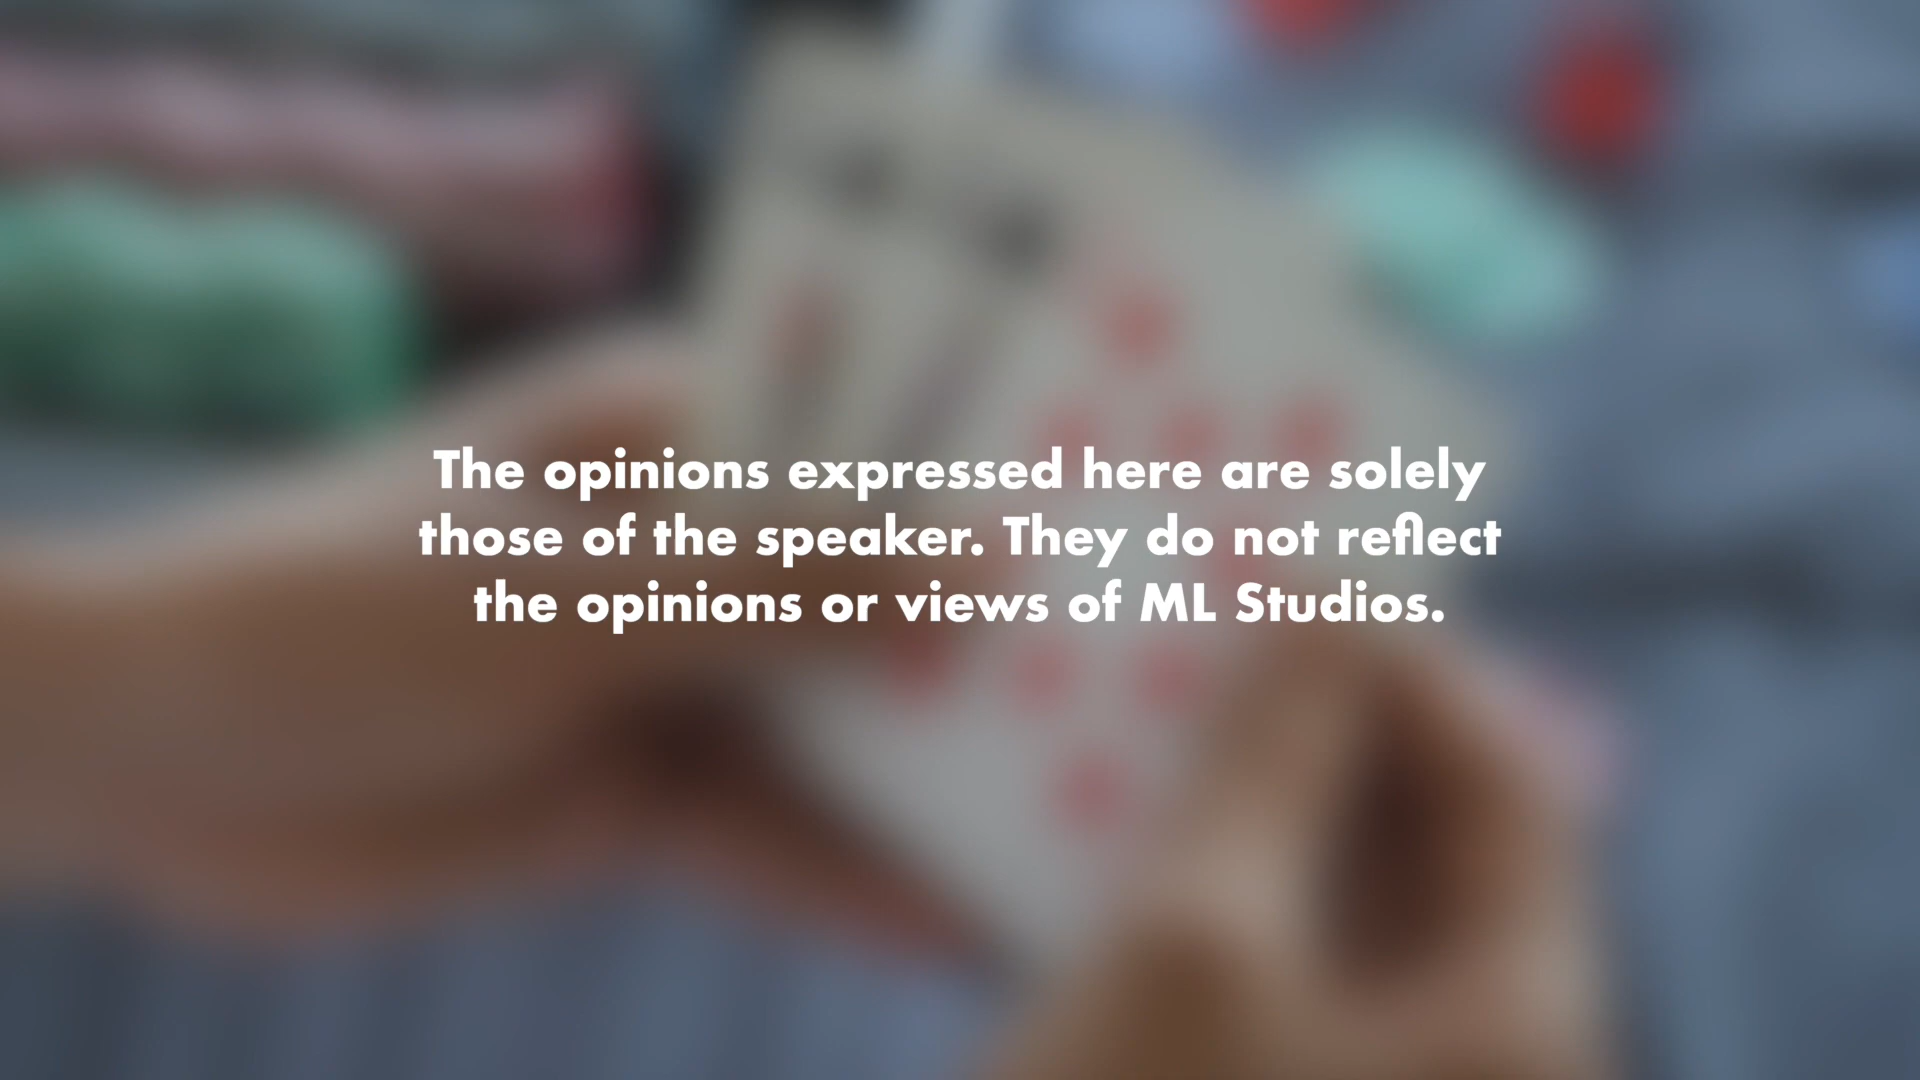 The opinions expressed here are solely
those of the speaker. They do not reflect
the opinions or views of ML Studios.